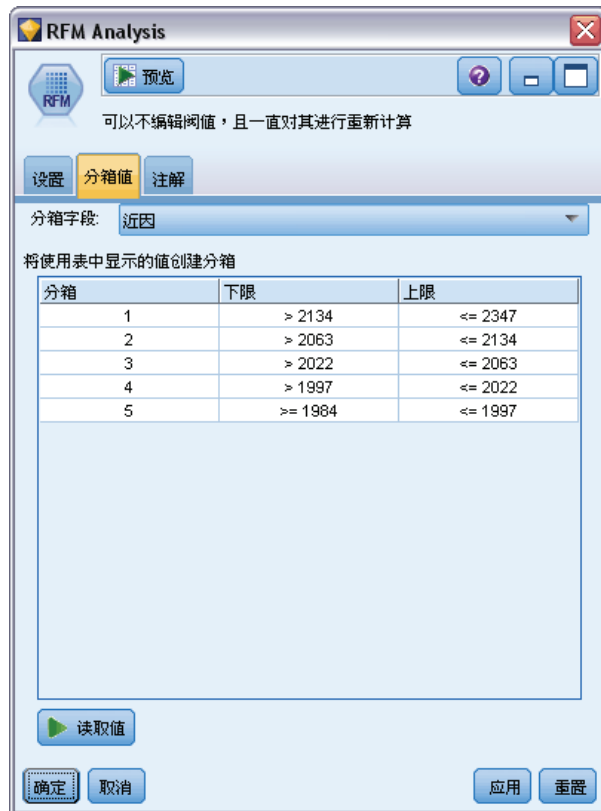 RFM Analysis
预览
RFM
可以不编辑阀值，且一直对其进行重新计算
设置 分箱值 注解
分箱字段: 近因
将使用表中显示的值创建分箱
分箱 下限 上限
1 > 2134 <= 2347
2 > 2063 <= 2134
3 > 2022 <= 2063
4 > 1997 <= 2022
5 >= 1984 <= 1997
读取值
确定 取消 应用 重置